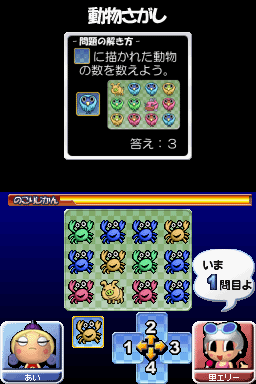 動物さがし
- 問題の解き方 -
に描かれた動物
の数を数えよう。
答え：3
のこりじかん
いま
1問目よ
2
1 3
4
あい
里エリー